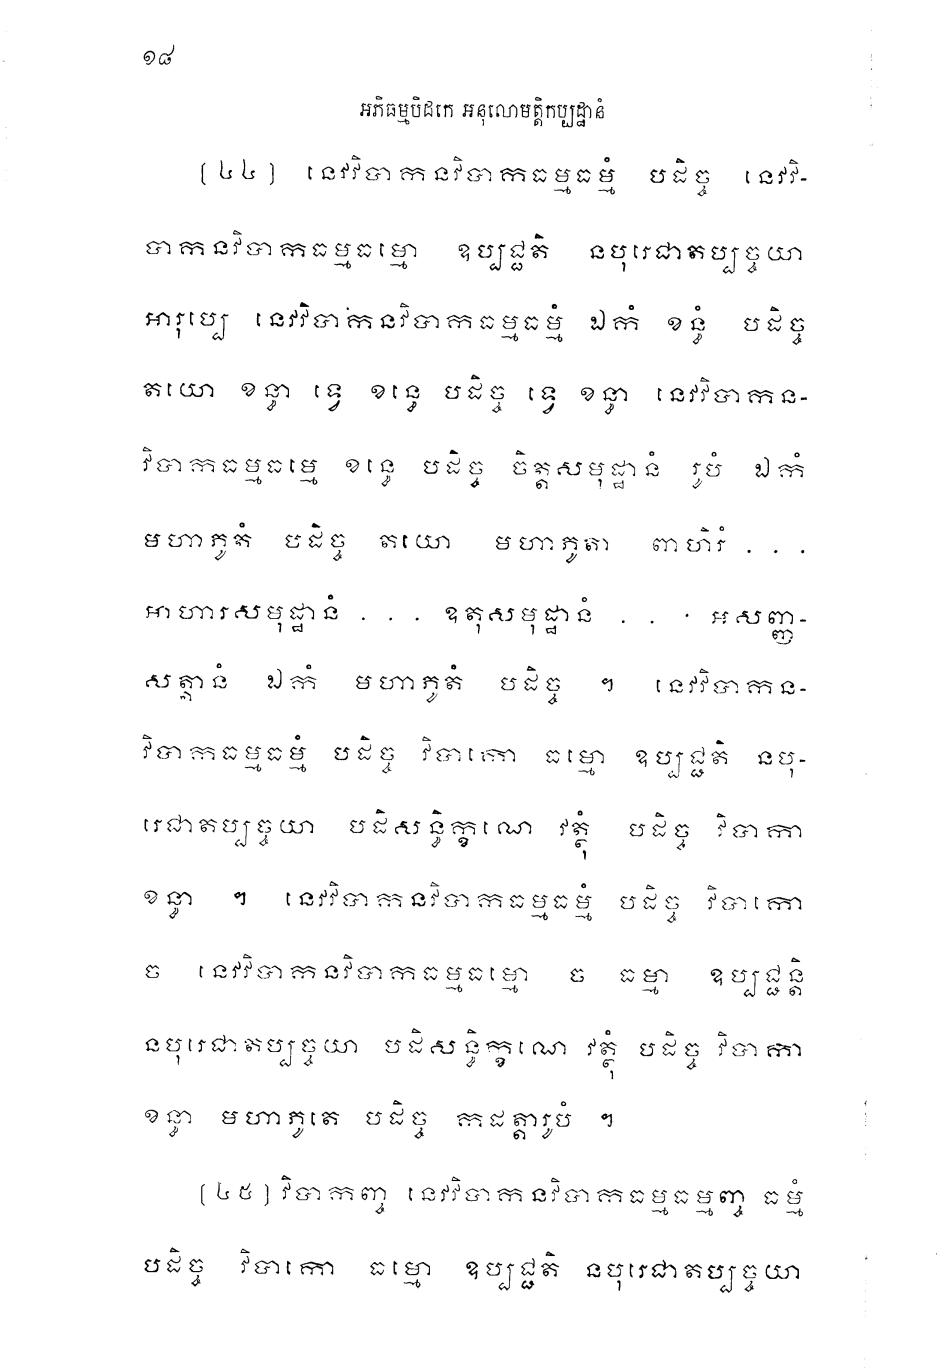 ១៨
អភិធម្មបិដកេ អនុលោមត្តិកប្បដ្ឋានំ
(៤៤) នេវវិបាកនវិបាកធម្មធម្មំ បដិច្ច នេវវិ-
បាកនវិបាកធម្មធម្មោ ឧប្បជ្ជតិ នបុរេជាតប្បច្ចយា
អារុប្បេ នេវវិបាកនវិបាកធម្មធម្មំ ឯកំ ខន្ធំ បដិច្ច
តយោ ខន្ធា ទ្វេ ខន្ធេ បដិច្ច ទ្វេ ខន្ធា នេវវិបាកន-
វិបាកធម្មធម្មេ ខន្ធេ បដិច្ច ចិត្តសមុដ្ឋានំ រូបំ ឯកំ
មហាភូតំ បដិច្ច តយោ មហាភូតា ពាហិរំ . . .
អាហារសមុដ្ឋានំ . . . ឧតុសមុដ្ឋានំ . . . អសញ្ញ-
សត្តានំ ឯកំ មហាភូតំ បដិច្ច ។ នេវវិបាកន-
វិបាកធម្មធម្មំ បដិច្ច វិបាកោ ធម្មោ ឧប្បជ្ជតិ នបុ-
រេជាតប្បច្ចយា បដិសន្ធិក្ខណេ វត្ថុំ បដិច្ច វិបាកា
ខន្ធា ។ នេវវិបាកនវិបាកធម្មធម្មំ បដិច្ច វិបាកោ
ច នេវវិបាកនវិបាកធម្មធម្មោ ច ធម្មា ឧប្បជ្ជន្តិ
នបុរេជាតប្បច្ចយា បដិសន្ធិក្ខណេ វត្ថុំ បដិច្ច វិបាកា
ខន្ធា មហាភូតេ បដិច្ច កដត្តារូបំ ។
(៤៥) វិបាកញ្ច នេវវិបាកនវិបាកធម្មធម្មញ្ច ធម្មំ
បដិច្ច វិបាកោ ធម្មោ ឧប្បជ្ជតិ នបុរេជាតប្បច្ចយា